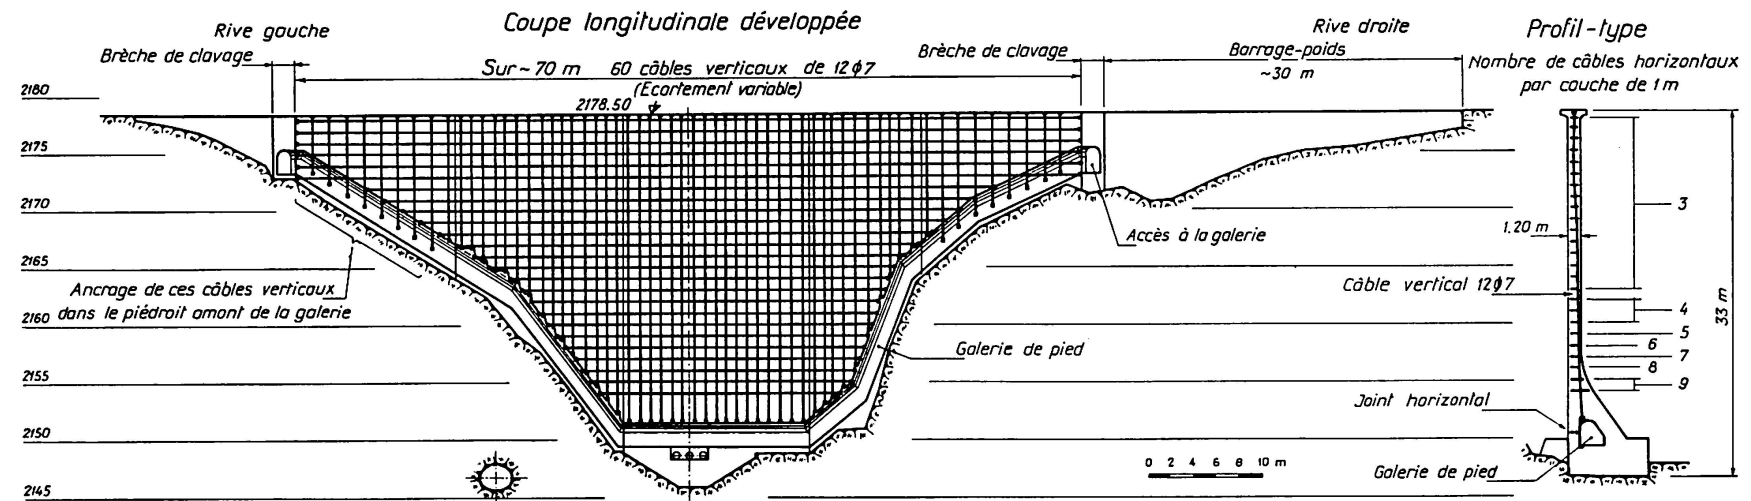 Coupe longitudinale développée
Rive gauche
Brèche de clavage
Sur ~ 70 m 60 câbles verticaux de 12ϕ7
(Ecartement variable)
2178.50
Brèche de clavage
Rive droite
Barrage-poids
~30 m
Profil-type
Nombre de câbles horizontaux
par couche de 1 m
2180
2175
2170
2165
2160
2155
2150
2145
Ancrage de ces câbles verticaux
dans le piédroit amont de la galerie
Accès à la galerie
Galerie de pied
0 2 4 6 8 10 m
1.20 m
Câble vertical 12ϕ7
Joint horizontal
Galerie de pied
3
4
5
6
7
8
9
33 m